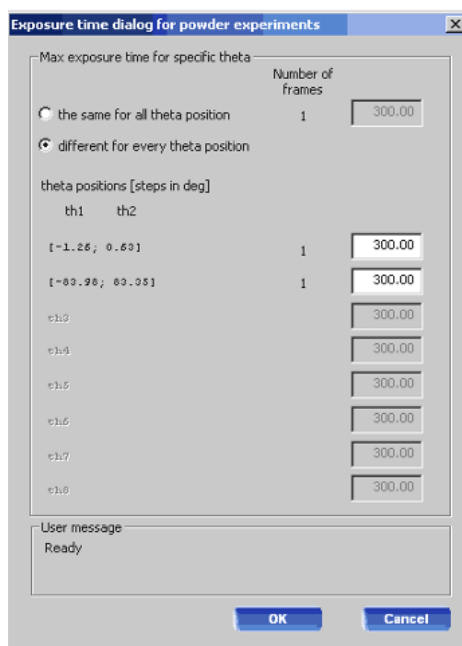 Exposure time dialog for powder experiments
Max exposure time for specific theta
Number of
frames
the same for all theta position 1 300.00
different for every theta position
theta positions [steps in deg]
th1 th2
[-1.26; 0.63] 1 300.00
[-83.98; 83.35] 1 300.00
th3 300.00
th4 300.00
th5 300.00
th6 300.00
th7 300.00
th8 300.00
User message
Ready
OK Cancel